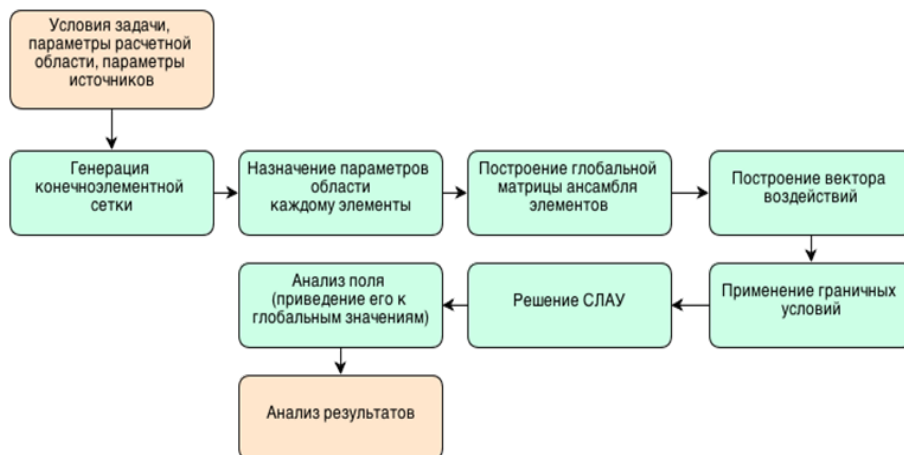 Условия задачи,
параметры расчетной
области, параметры
источников
Генерация
конечноэлементной
сетки
Назначение параметров
области
каждому элементы
Построение глобальной
матрицы ансамбля
элементов
Построение вектора
воздействий
Применение граничных
условий
Решение СЛАУ
Анализ поля
(приведение его к
глобальным значениям)
Анализ результатов